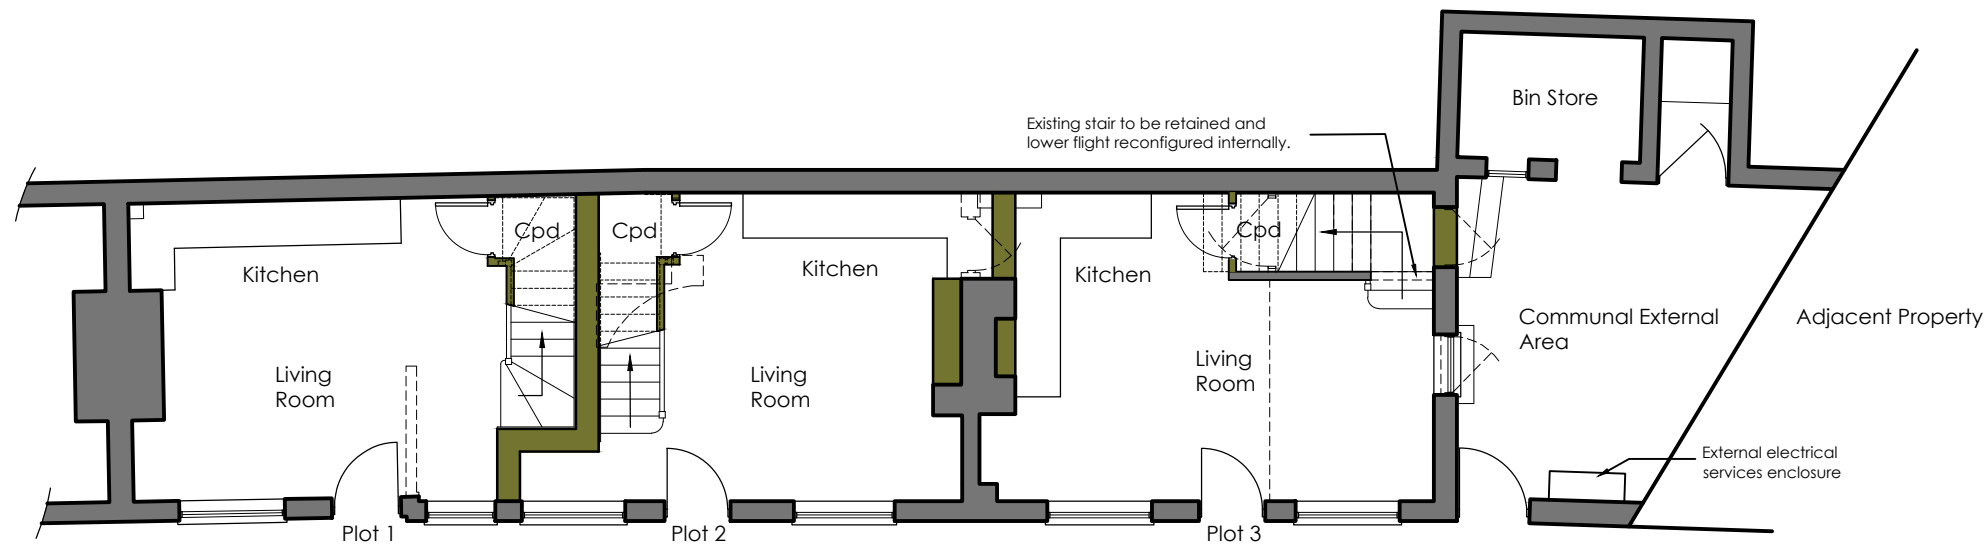 Bin Store
Existing stair to be retained and
lower flight reconfigured internally.
Cpd
Cpd
Cpd
Kitchen
Kitchen
Kitchen
Communal External
Area
Adjacent Property
Living
Room
Living
Room
Living
Room
External electrical
services enclosure
Plot 1
Plot 2
Plot 3